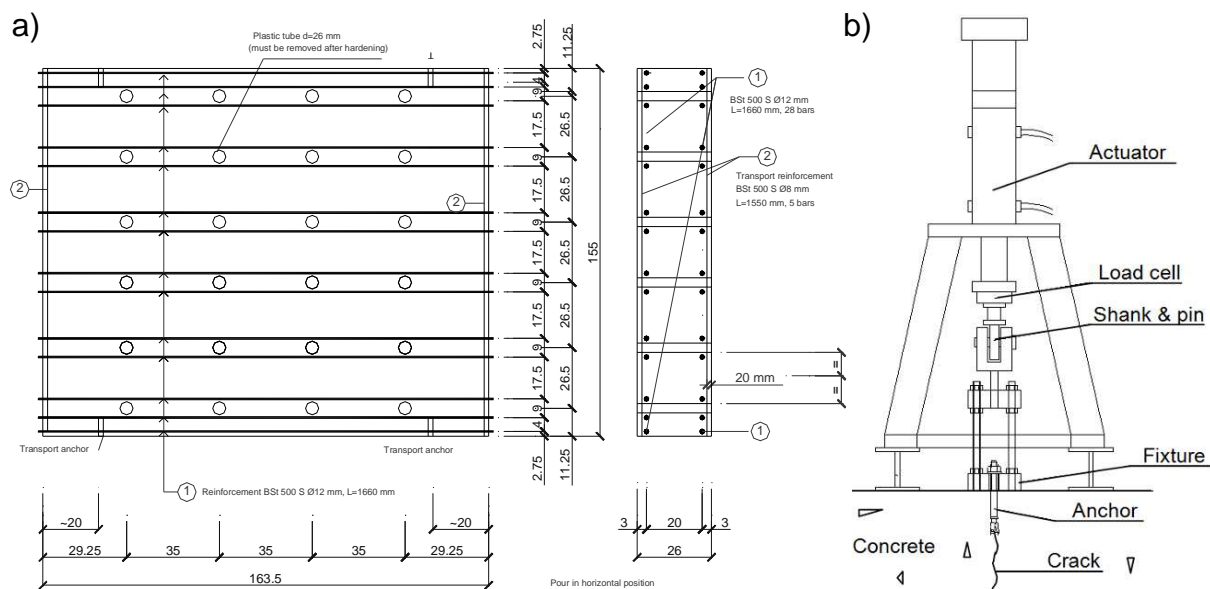 a)
Plastic tube d=26 mm
(must be removed after hardening)
2.75
4
9
17.5
9
17.5
9
17.5
9
17.5
9
17.5
9
4
2.75
11.25
26.5
26.5
26.5
26.5
26.5
11.25
155
2
2
Transport anchor
Transport anchor
1 Reinforcement BSt 500 S Ø12 mm, L=1660 mm
~20
~20
29.25
35
35
35
29.25
163.5
1
BSt 500 S Ø12 mm
L=1660 mm, 28 bars
2
Transport reinforcement
BSt 500 S Ø8 mm
L=1550 mm, 5 bars
20 mm
=
=
1
3
20
3
26
Pour in horizontal position
b)
Actuator
Load cell
Shank & pin
Fixture
Anchor
Concrete
Crack